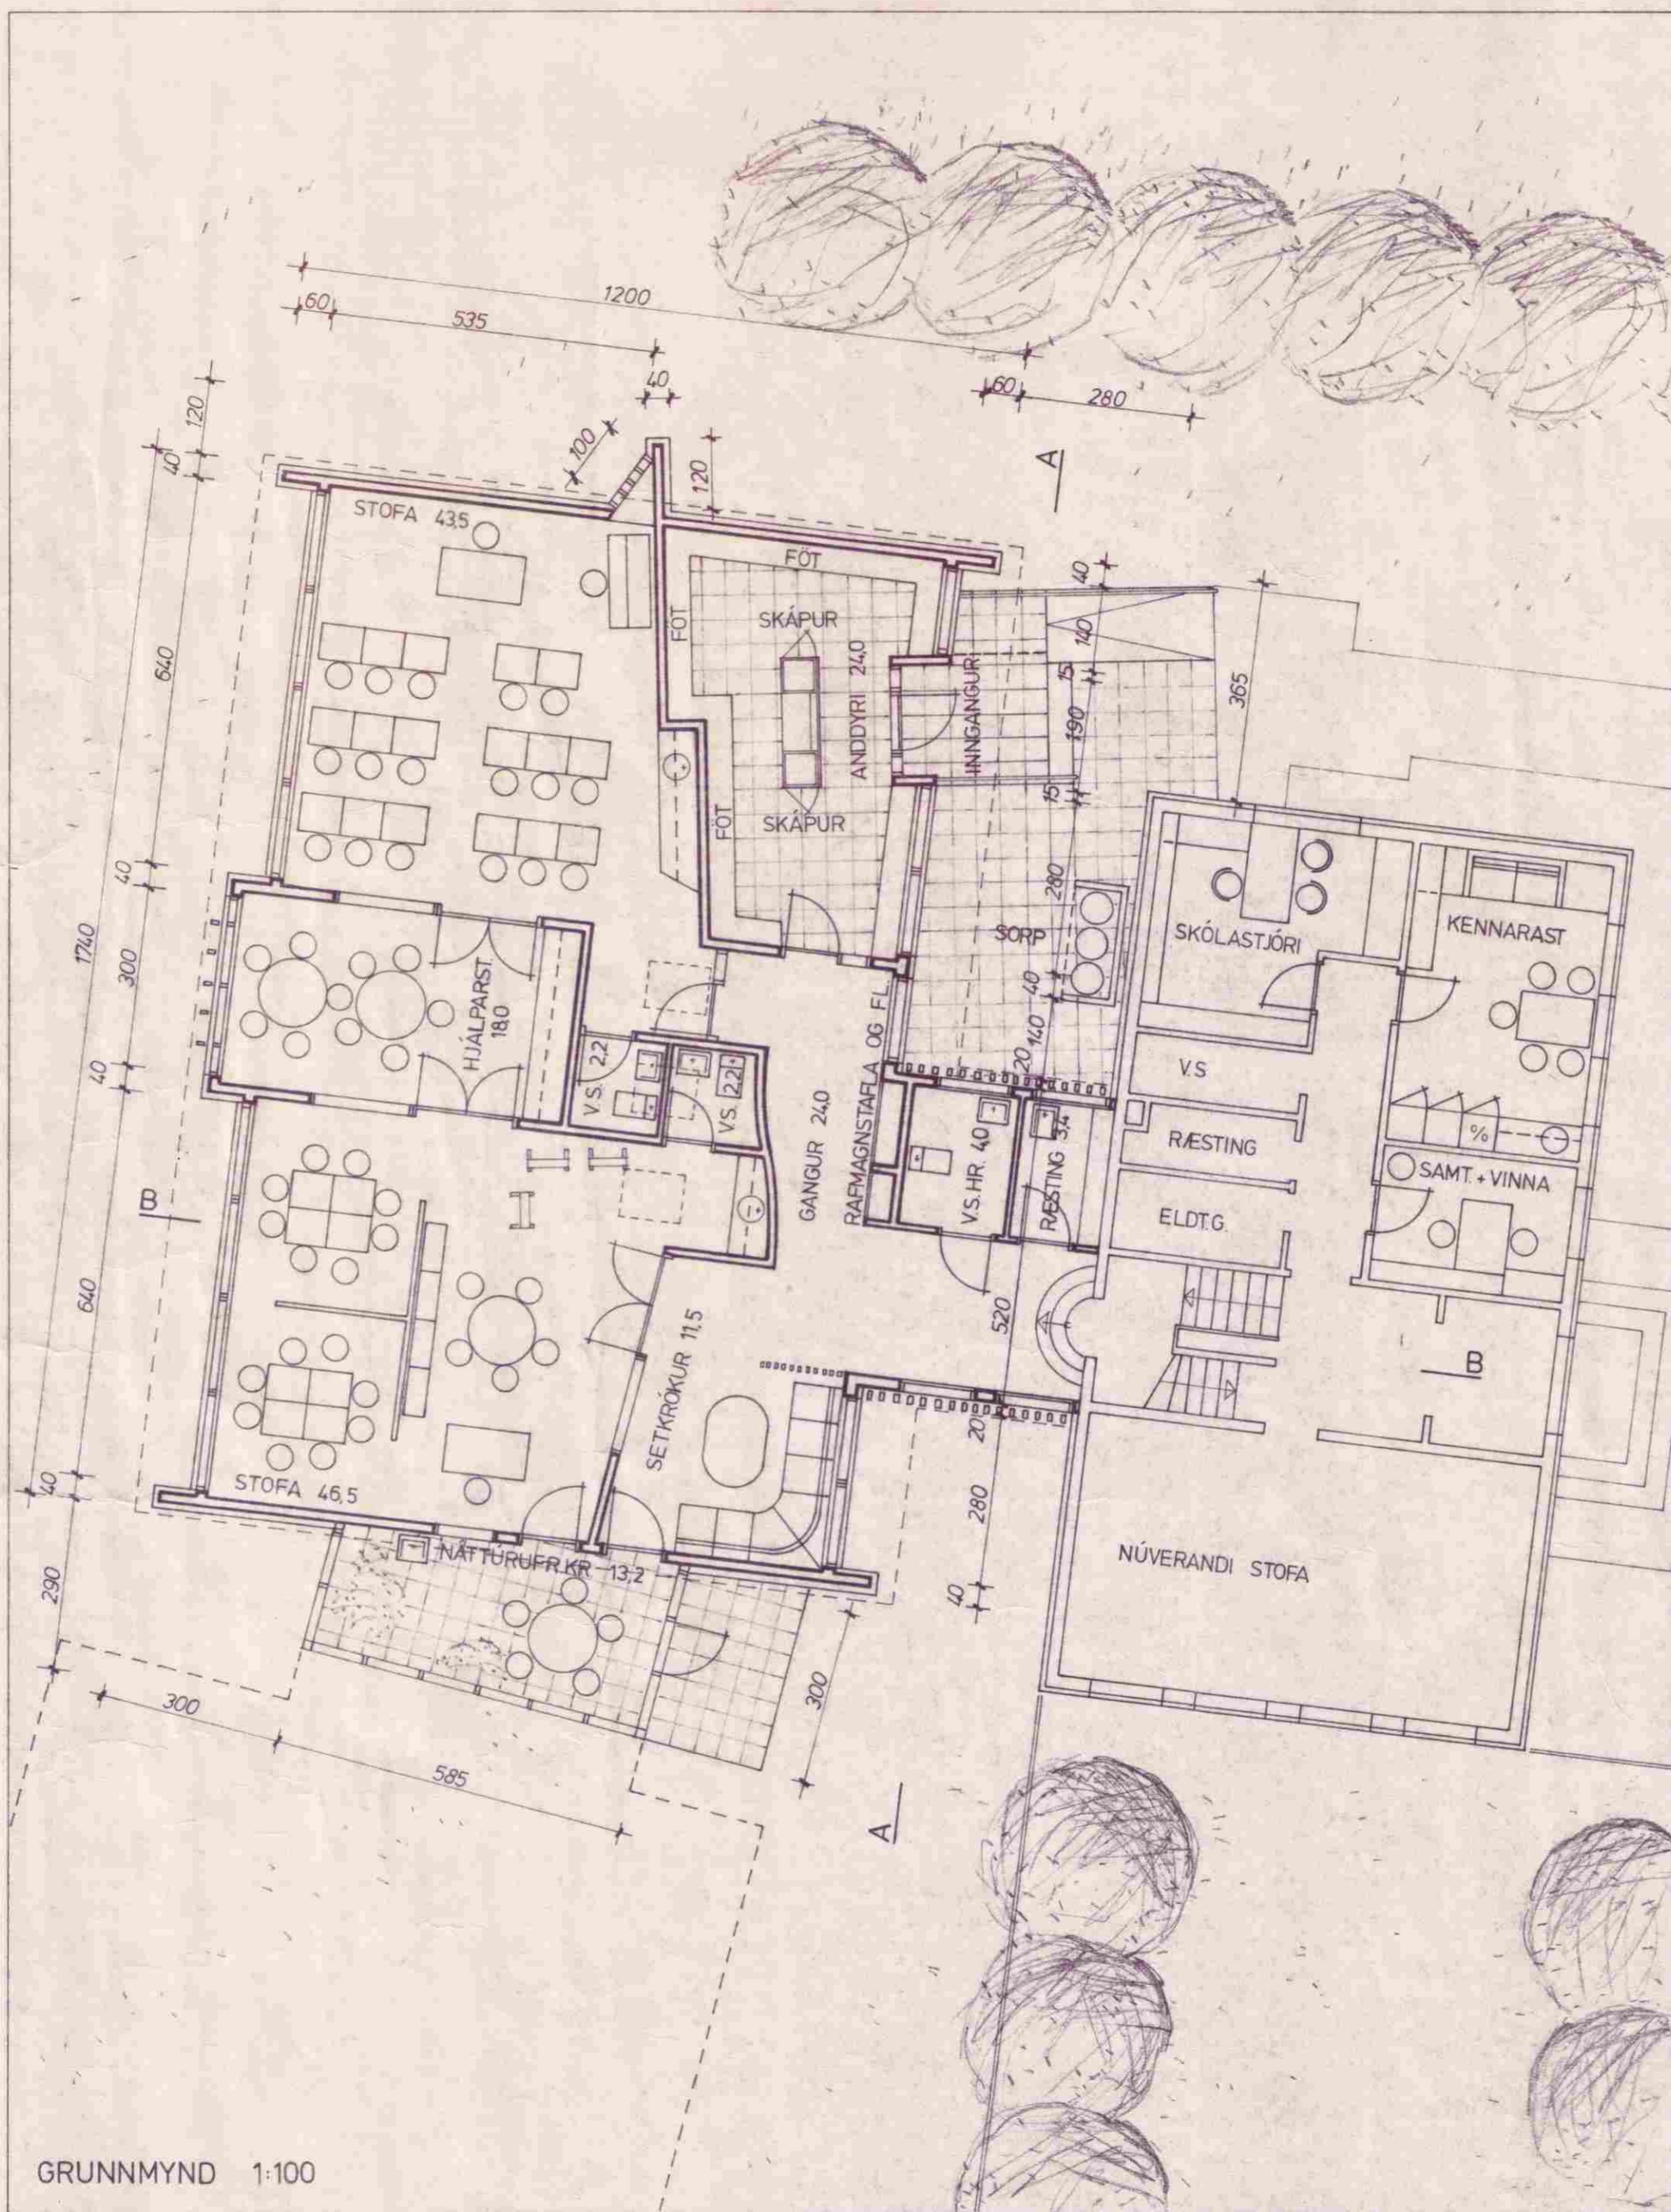 1200
60
535
40
60
280
120
40
100
120
A
STOFA 43,5
FÖT
FÖT
SKÁPUR
ANDDYRI 24,0
INNGANGUR
40
140
15
190
15
365
640
FÖT
SKÁPUR
280
SORP
SKÓLASTJÓRI
KENNARAST
40
1740
300
HJÁLPARST.
18,0
40
140
20
40
V.S. 2,2
V.S. 2,2
GANGUR 24,0
RAFMAGNSTAFLA OG FL.
V.S.HR. 4,0
RÆSTING 3,4
V.S
RÆSTING
%
ELDT.G.
SAMT. + VINNA
B
640
SETKRÓKUR 11,5
520
B
40
STOFA 46,5
20
280
NÚVERANDI STOFA
290
NÁTTÚRUFR.KR 13,2
40
300
300
585
A
GRUNNMYND 1:100